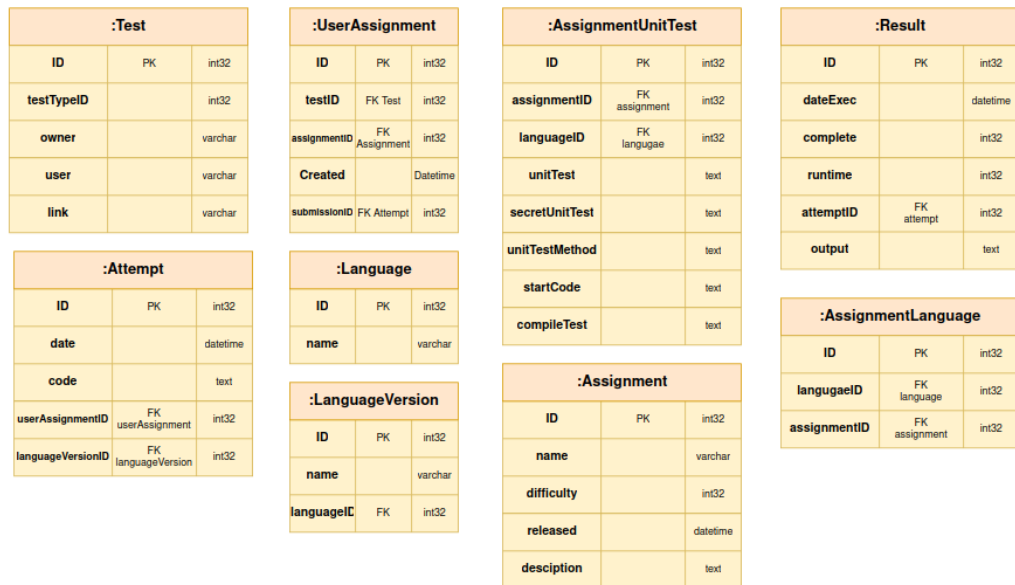 :Test
ID PK int32
testTypeID int32
owner varchar
user varchar
link varchar
:Attempt
ID PK int32
date datetime
code text
userAssignmentID FK userAssignment int32
languageVersionID FK languageVersion int32
:UserAssignment
ID PK int32
testID FK Test int32
assignmentID FK Assignment int32
Created Datetime
submissionID FK Attempt int32
:Language
ID PK int32
name varchar
:LanguageVersion
ID PK int32
name varchar
languageID FK int32
:AssignmentUnitTest
ID PK int32
assignmentID FK assignment int32
languageID FK langugae int32
unitTest text
secretUnitTest text
unitTestMethod text
startCode text
compileTest text
:Assignment
ID PK int32
name varchar
difficulty int32
released datetime
desciption text
:Result
ID PK int32
dateExec datetime
complete int32
runtime int32
attemptID FK attempt int32
output text
:AssignmentLanguage
ID PK int32
langugaeID FK language int32
assignmentID FK assignment int32